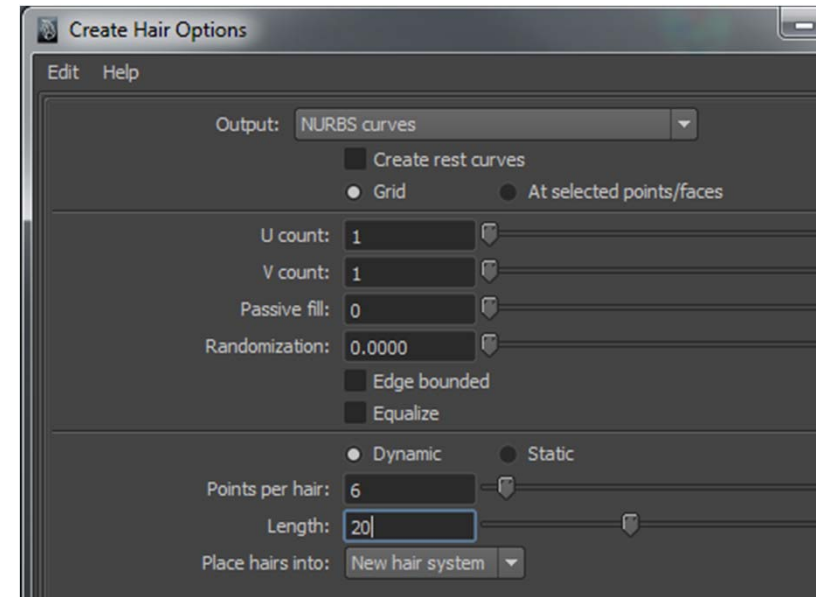 Create Hair Options
Edit Help
Output: NURBS curves
Create rest curves
Grid At selected points/faces
U count: 1
V count: 1
Passive fill: 0
Randomization: 0.0000
Edge bounded
Equalize
Dynamic Static
Points per hair: 6
Length: 20
Place hairs into: New hair system